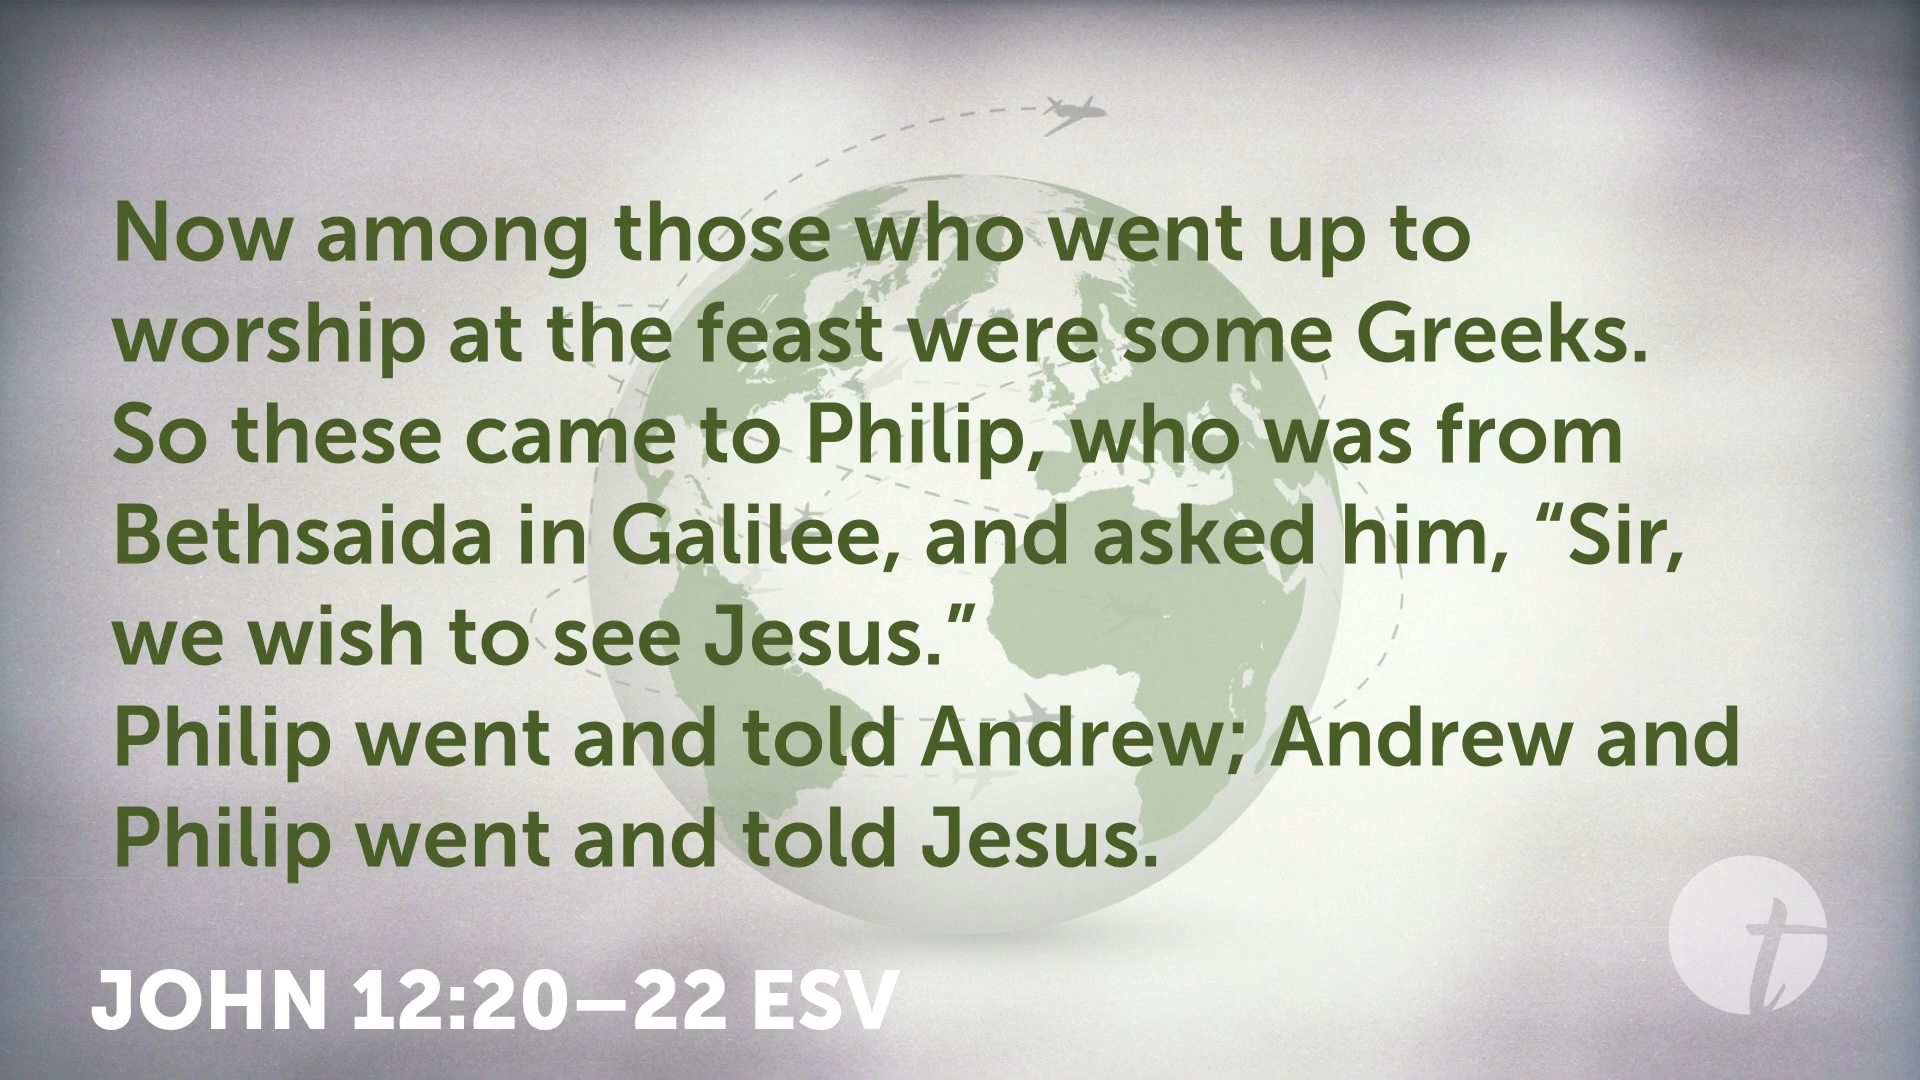 Now among those who went up to
worship at the feast were some Greeks.
So these came to Philip, who was from
Bethsaida in Galilee, and asked him, “Sir,
we wish to see Jesus.”
Philip went and told Andrew; Andrew and
Philip went and told Jesus.
JOHN 12:20–22 ESV